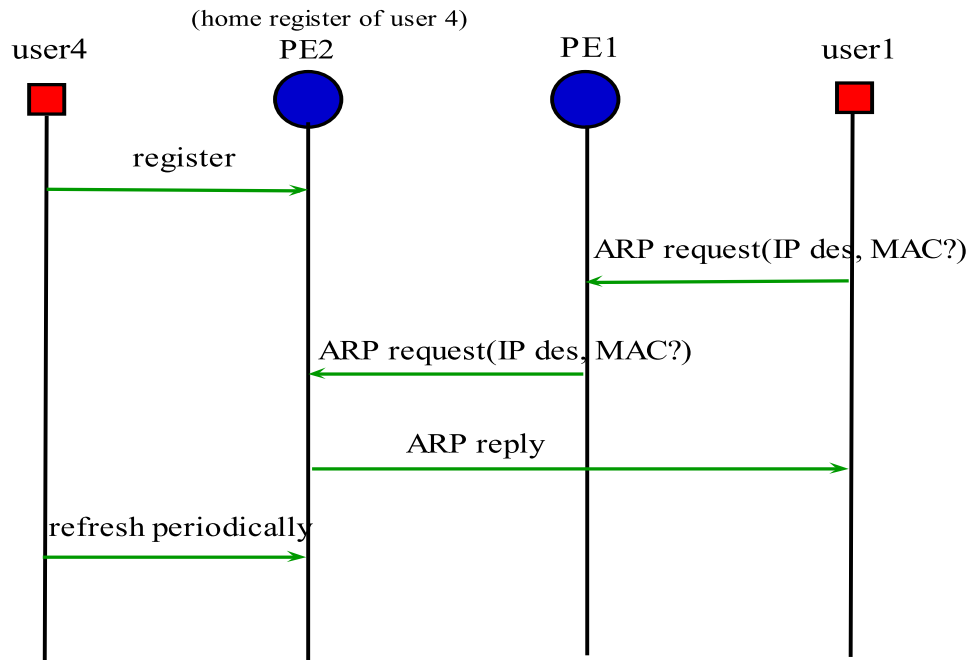 (home register of user 4)
user4
PE2
PE1
user1
register
ARP request(IP des, MAC?)
ARP request(IP des, MAC?)
ARP reply
refresh periodically